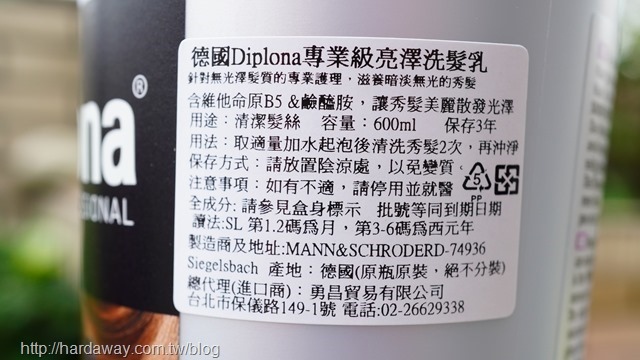 na®
SIONAL
德國Diplona專業級亮澤洗髮乳
針對無光澤髮質的專業護理，滋養暗淡無光的秀髮
含維他命原B5 &鹼醯胺，讓秀髮美麗散發光澤
用途：清潔髮絲 容量：600ml 保存3年
用法：取適量加水起泡後清洗秀髮2次，再沖淨
保存方式：請放置陰涼處，以免變質。
注意事項：如有不適，請停用並就醫
PP
全成分: 請參見盒身標示 批號等同到期日期
讀法:SL 第1.2碼爲月，第3-6碼為西元年
製造商及地址:MANN&SCHRODERD-74936
Siegelsbach 產地：德國(原瓶原裝，絕不分裝)
總代理(進口商)：勇昌貿易有限公司
台北市保儀路149-1號 電話:02-26629338
http://hardaway.com.tw/blog